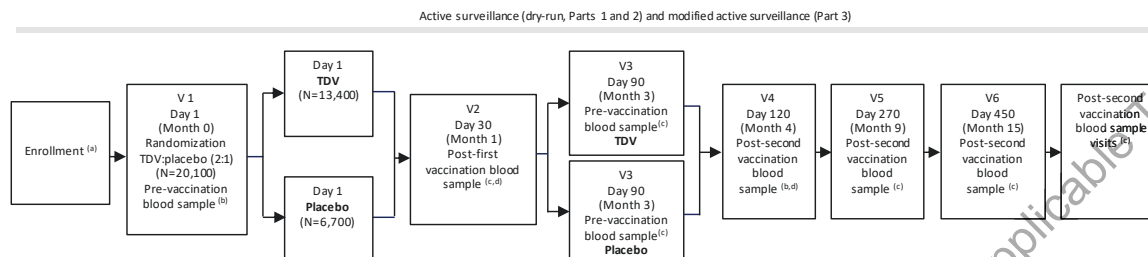 Active surveillance (dry-run, Parts 1 and 2) and modified active surveillance (Part 3)
Enrollment (a)
V 1
Day 1
(Month 0)
Randomization
TDV:placebo (2:1)
(N=20,100)
Pre-vaccination
blood sample (b)
Day 1
TDV
(N=13,400)
Day 1
Placebo
(N=6,700)
V2
Day 30
(Month 1)
Post-first
vaccination blood
sample (c,d)
V3
Day 90
(Month 3)
Pre-vaccination
blood sample(c)
TDV
V3
Day 90
(Month 3)
Pre-vaccination
blood sample(c)
Placebo
V4
Day 120
(Month 4)
Post-second
vaccination
blood
sample (b,d)
V5
Day 270
(Month 9)
Post-second
vaccination
blood
sample (c)
V6
Day 450
(Month 15)
Post-second
vaccination
blood
sample (c)
Post-second
vaccination
blood sample
visits (e)
plicable T